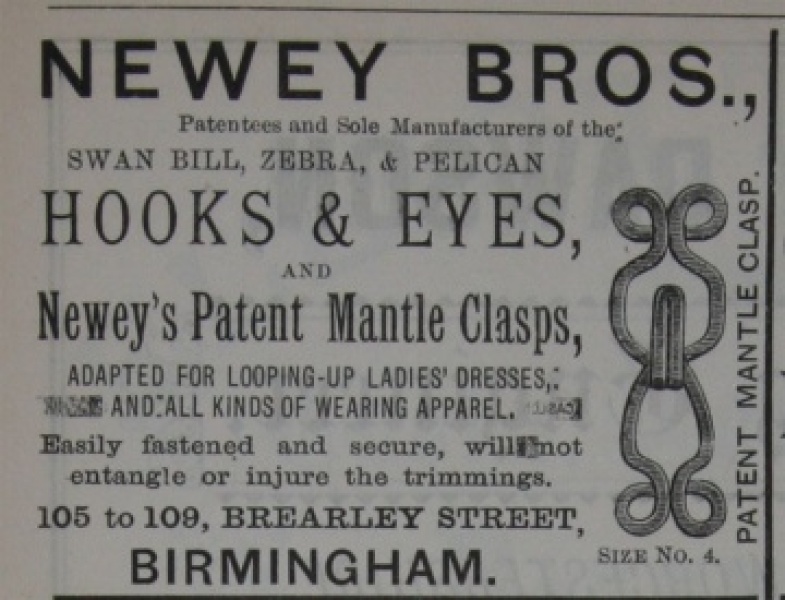 NEWEY BROS.,
Patentees and Sole Manufacturers of the
SWAN BILL, ZEBRA, & PELICAN
HOOKS & EYES,
AND
Newey's Patent Mantle Clasps,
ADAPTED FOR LOOPING-UP LADIES' DRESSES,
AND ALL KINDS OF WEARING APPAREL.
Easily fastened and secure, will not
entangle or injure the trimmings.
105 to 109, BREARLEY STREET,
BIRMINGHAM.
PATENT MANTLE CLASP.
SIZE No. 4.